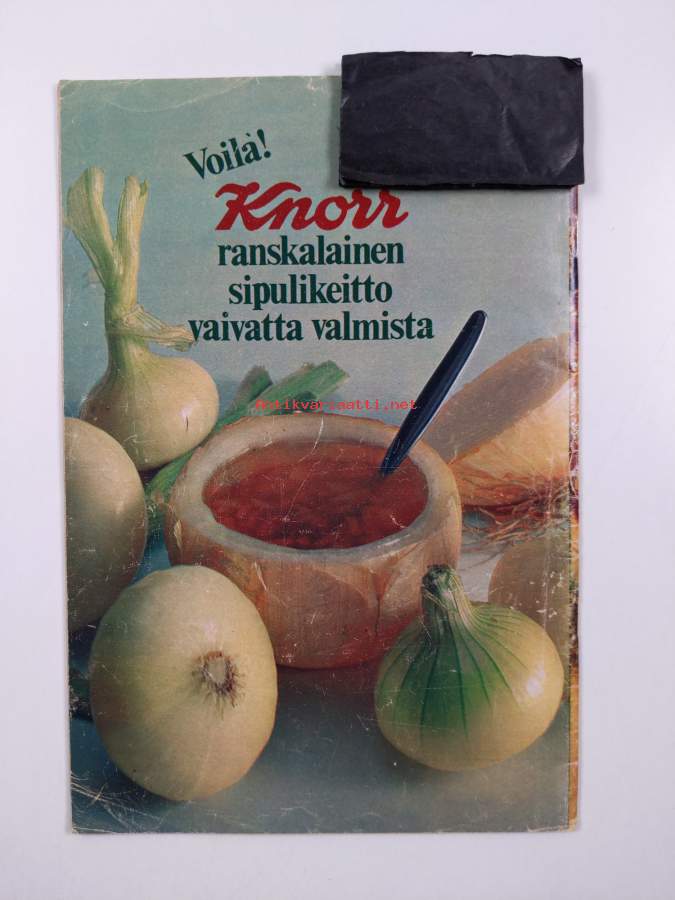 Voilà!
Knorr
ranskalainen
sipulikeitto
vaivatta valmista
Antikvariaatti.net